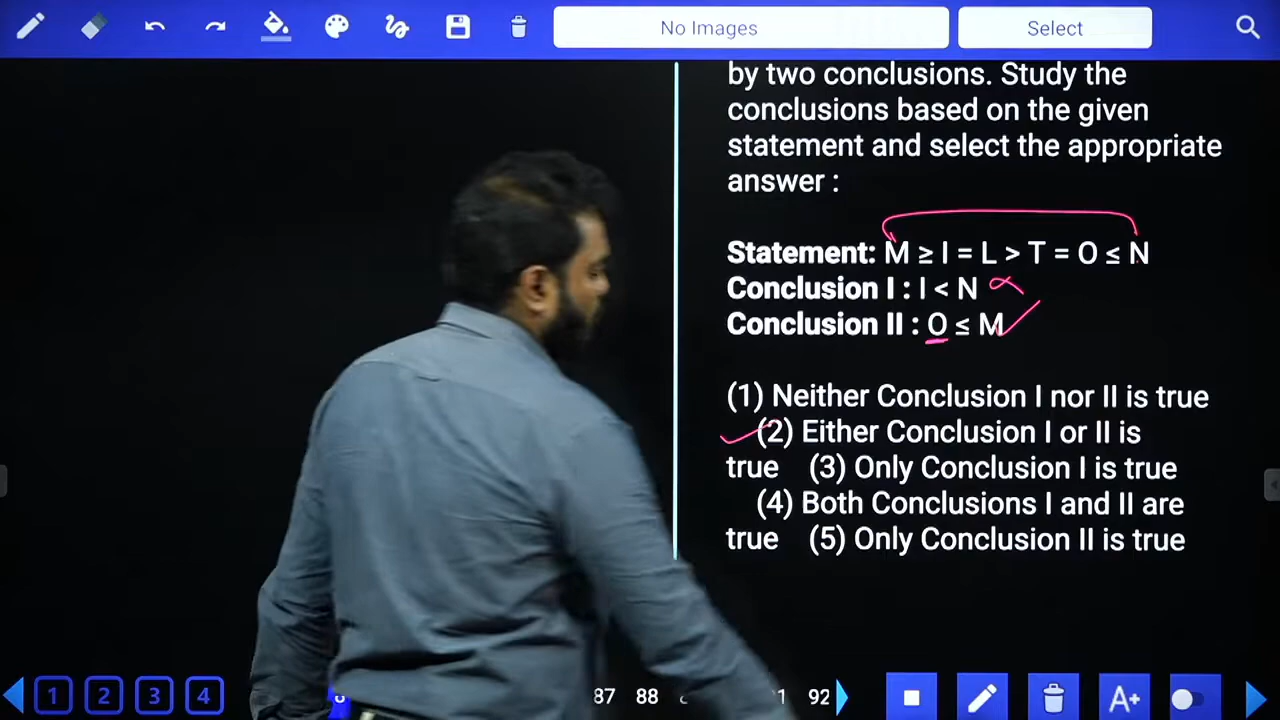 No Images
Select
by two conclusions. Study the
conclusions based on the given
statement and select the appropriate
answer :
Statement: M ≥ I = L > T = O ≤ N
Conclusion I : I < N
Conclusion II : O ≤ M
(1) Neither Conclusion I nor II is true
(2) Either Conclusion I or II is
true (3) Only Conclusion I is true
(4) Both Conclusions I and II are
true (5) Only Conclusion II is true
1 2 3 4 87 88 92
A+